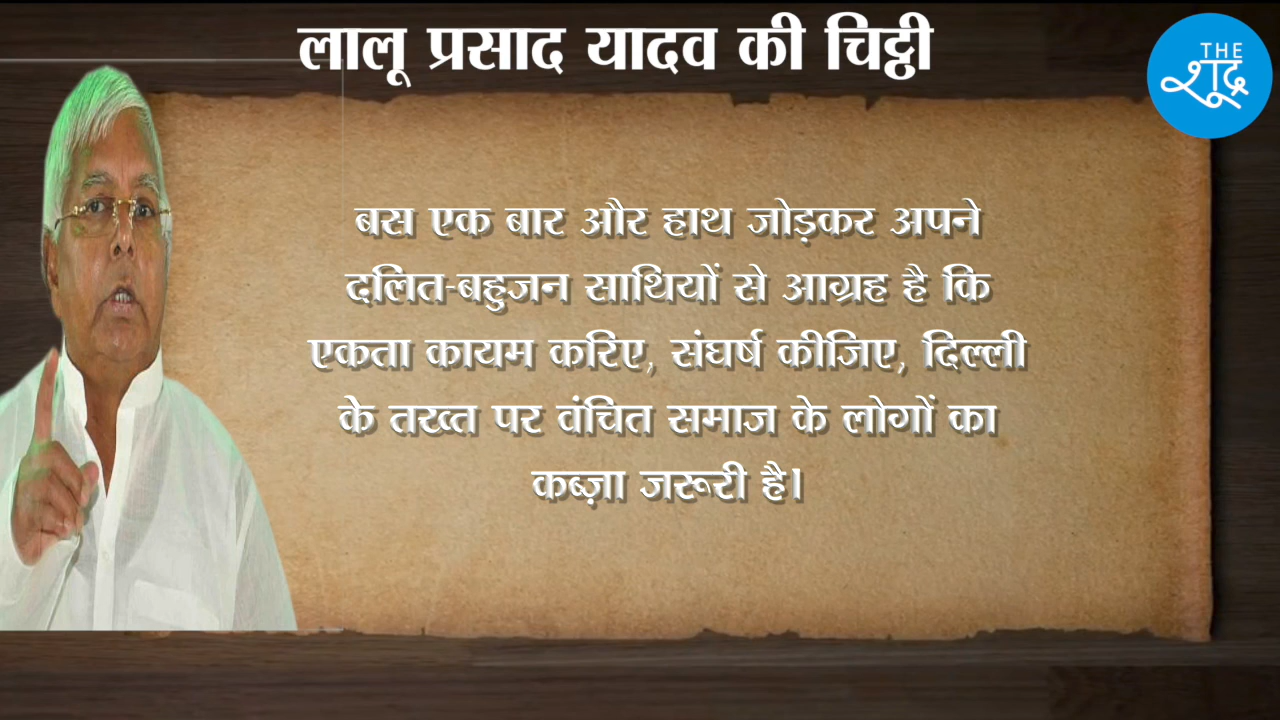 लालू प्रसाद यादव की चिट्ठी
THE
शूद्र
बस एक बार और हाथ जोड़कर अपने
दलित-बहुजन साथियों से आग्रह है कि
एकता कायम करिए, संघर्ष कीजिए, दिल्ली
के तख्त पर वंचित समाज के लोगों का
कब्ज़ा जरूरी है।